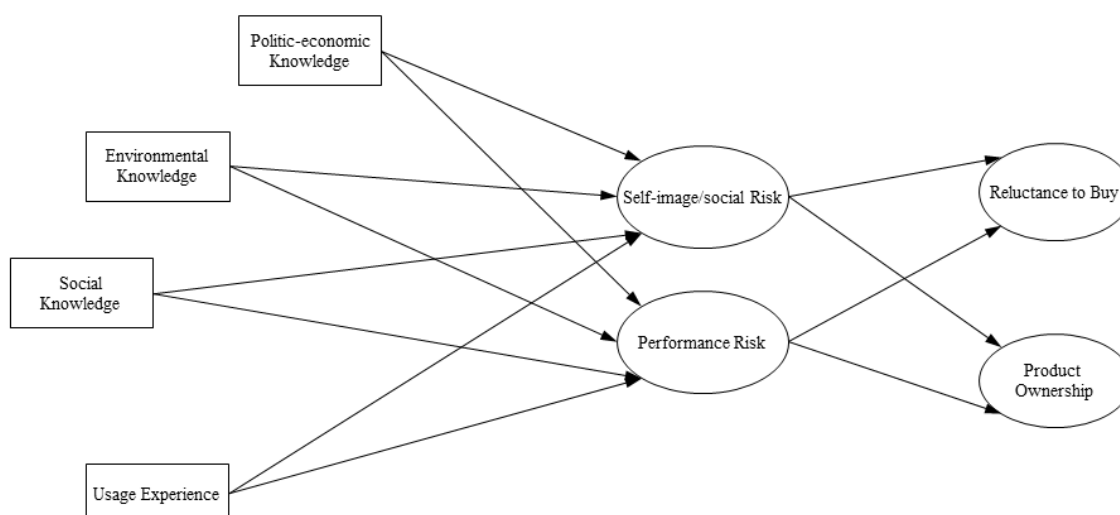 Politic-economic
Knowledge
Environmental
Knowledge
Self-image/social Risk
Reluctance to Buy
Social
Knowledge
Performance Risk
Product
Ownership
Usage Experience